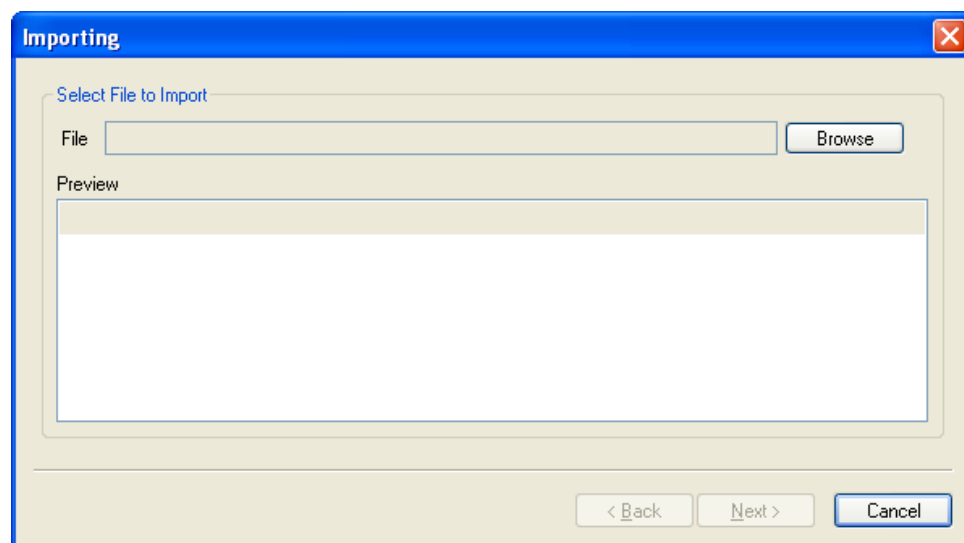 Importing
Select File to Import
File
Browse
Preview
< Back
Next >
Cancel